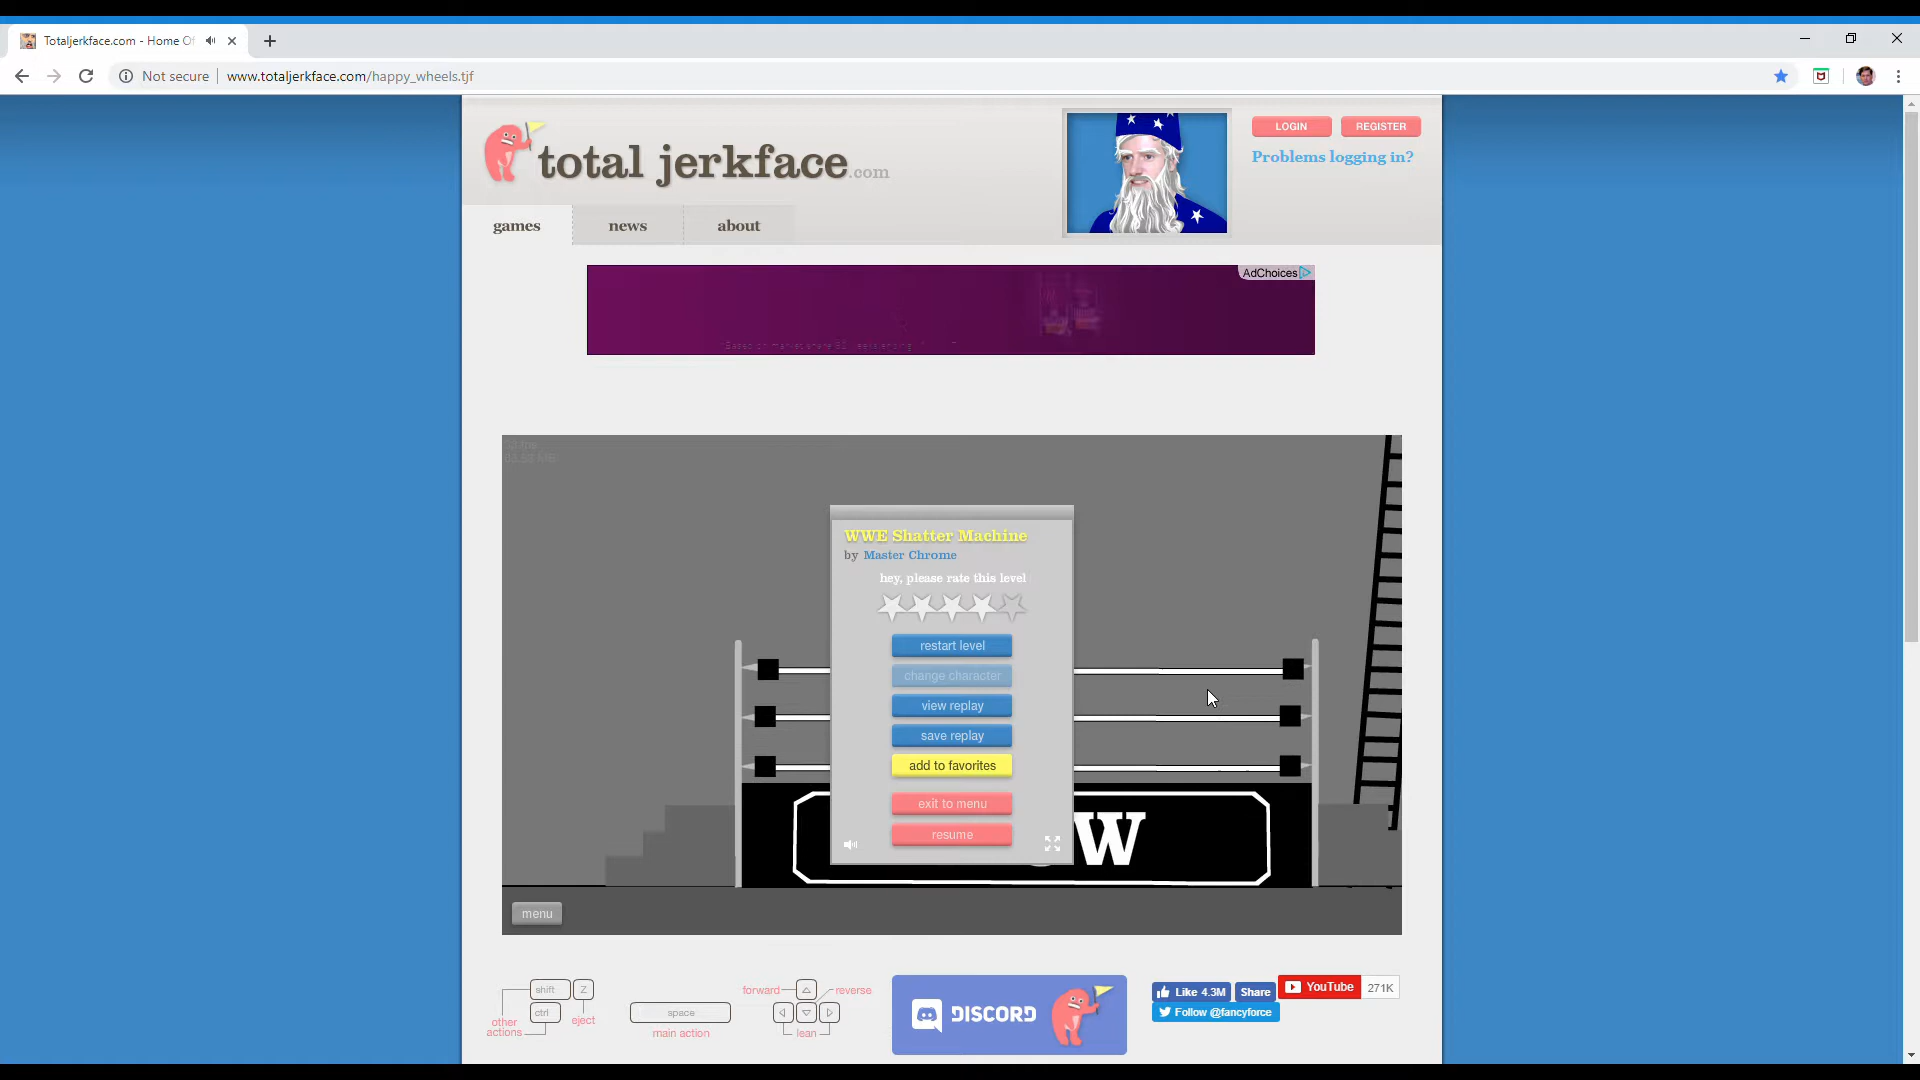 Totaljerkface.com - Home Of
Not secure
www.totaljerkface.com/happy_wheels.tjf
total jerkface.com
LOGIN
REGISTER
Problems logging in?
games
news
about
AdChoices
WWE Shatter Machine
by Master Chrome
hey, please rate this level
restart level
change character
view replay
save replay
add to favorites
exit to menu
resume
W
menu
shift
Z
ctrl
other
actions
eject
space
main action
forward
reverse
lean
DISCORD
Like 4.3M
Share
YouTube
271K
Follow @fancyforce